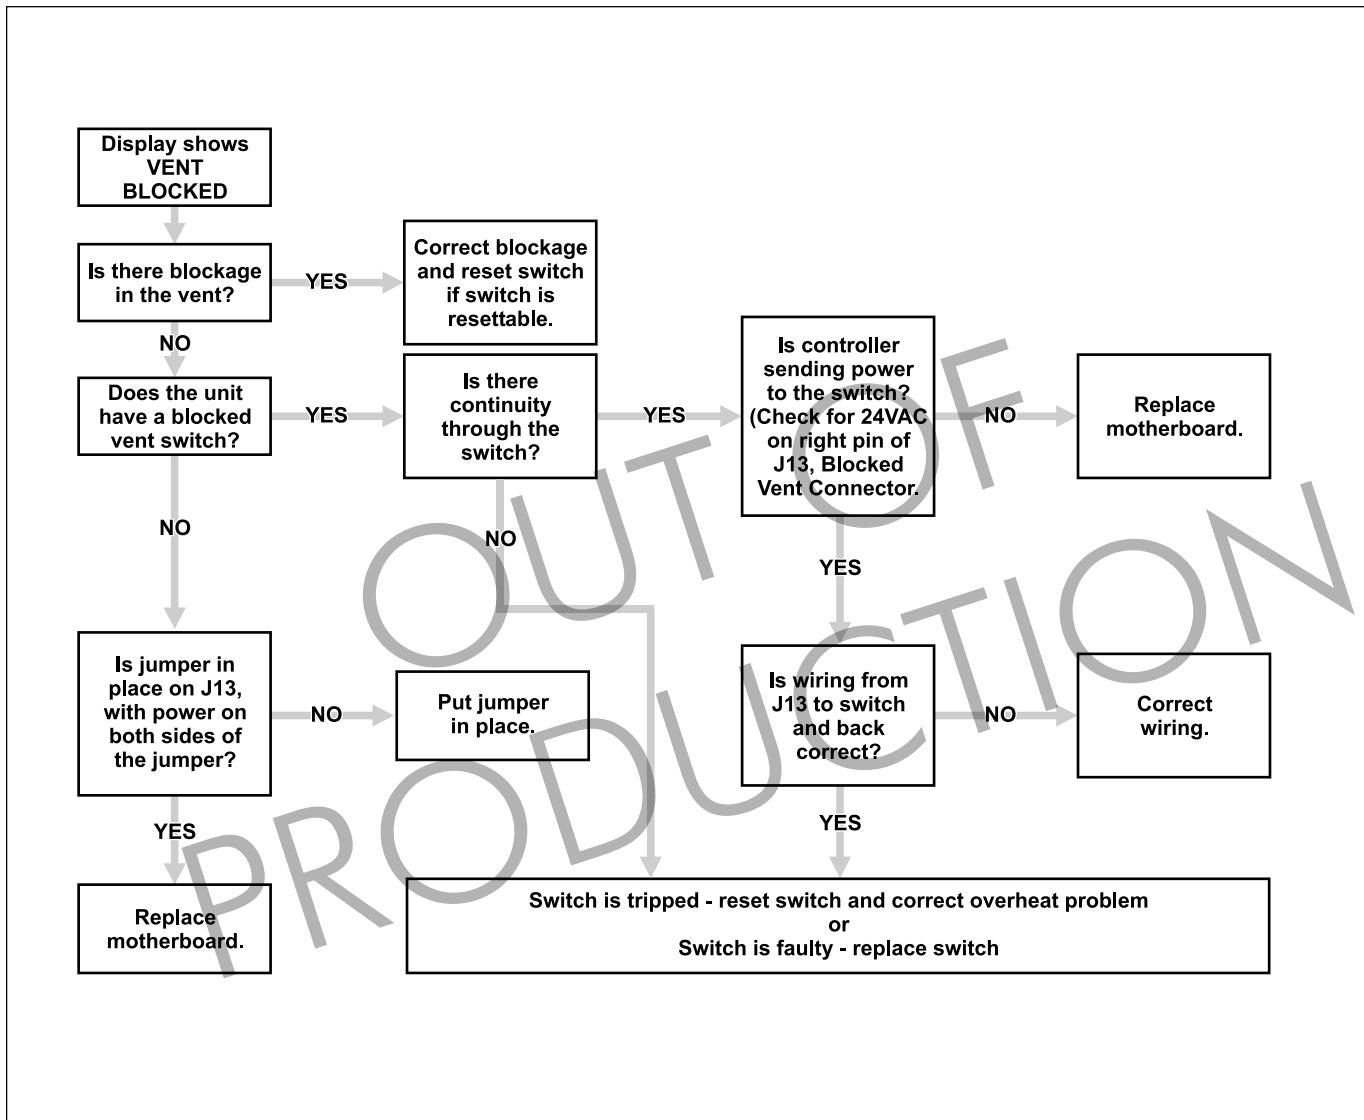 Display shows
VENT
BLOCKED
Is there blockage
in the vent?
YES
Correct blockage
and reset switch
if switch is
resettable.
NO
Does the unit
have a blocked
vent switch?
YES
Is there
continuity
through the
switch?
YES
Is controller
sending power
to the switch?
(Check for 24VAC
on right pin of
J13, Blocked
Vent Connector.
NO
Replace
motherboard.
NO
NO
YES
Is jumper in
place on J13,
with power on
both sides of
the jumper?
NO
Put jumper
in place.
Is wiring from
J13 to switch
and back
correct?
NO
Correct
wiring.
YES
YES
Replace
motherboard.
Switch is tripped - reset switch and correct overheat problem
or
Switch is faulty - replace switch
OUT OF
PRODUCTION